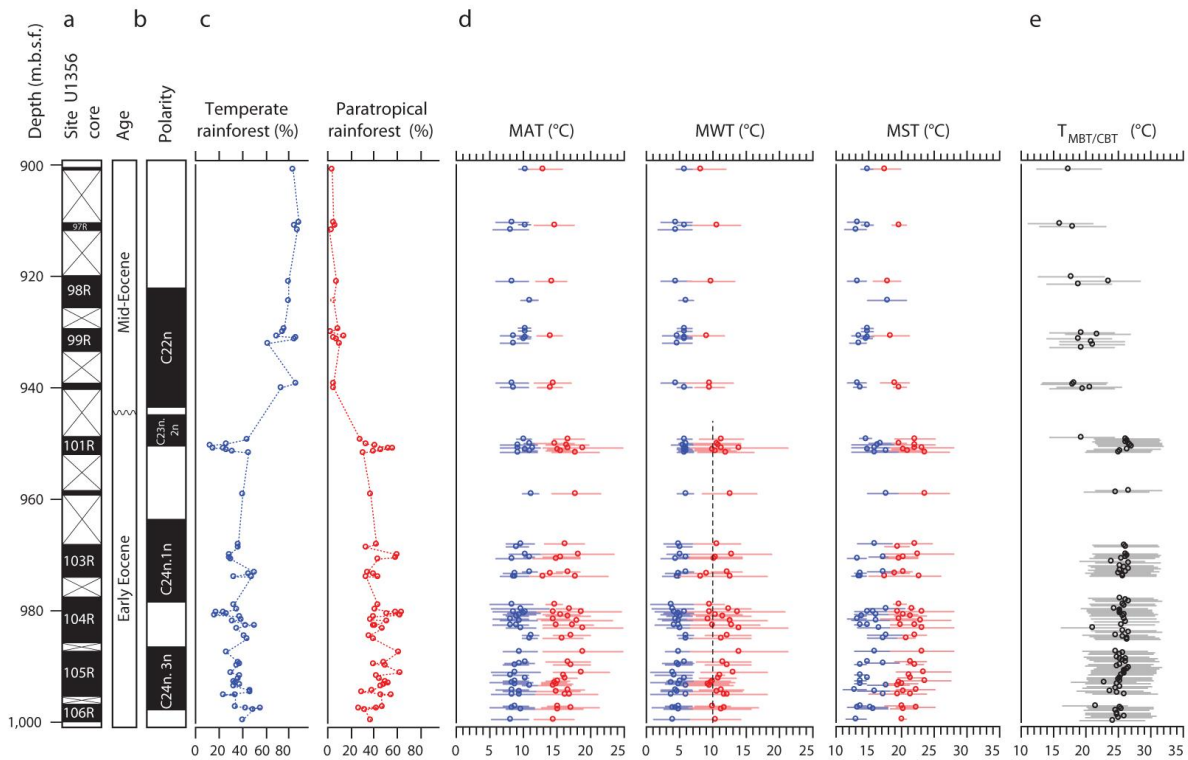 a
b
c
d
e
Depth (m.b.s.f.)
Site U1356
core
Age
Polarity
Temperate
rainforest (%)
Paratropical
rainforest (%)
MAT (°C)
MWT (°C)
MST (°C)
TMBT/CBT (°C)
900
920
940
960
980
1,000
97R
98R
99R
101R
103R
104R
105R
106R
Mid-Eocene
Early Eocene
C22n
C23n.
2n
C24n.1n
C24n. 3n
0 20 40 60 80
0 20 40 60 80
0 5 10 15 20 25
0 5 10 15 20 25
10 15 20 25 30 35
10 15 20 25 30 35